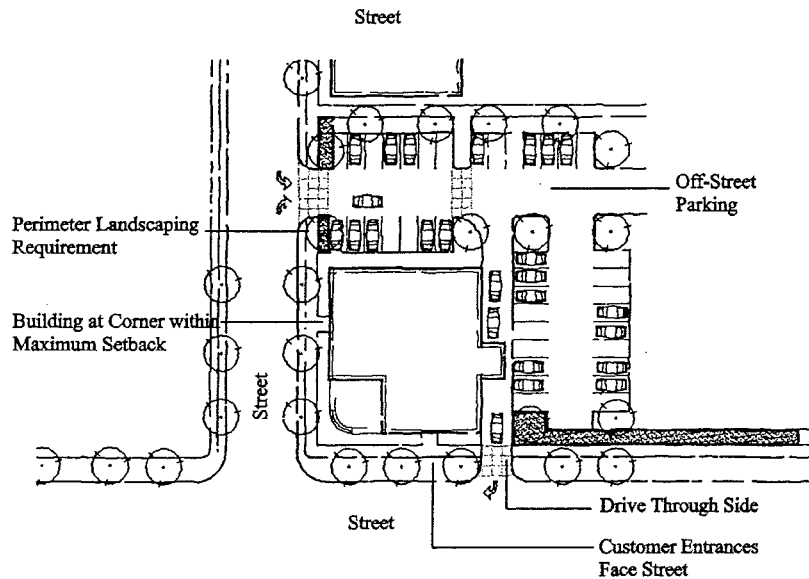 Street
Off-Street
Parking
Perimeter Landscaping
Requirement
Building at Corner within
Maximum Setback
Street
Street
Drive Through Side
Customer Entrances
Face Street